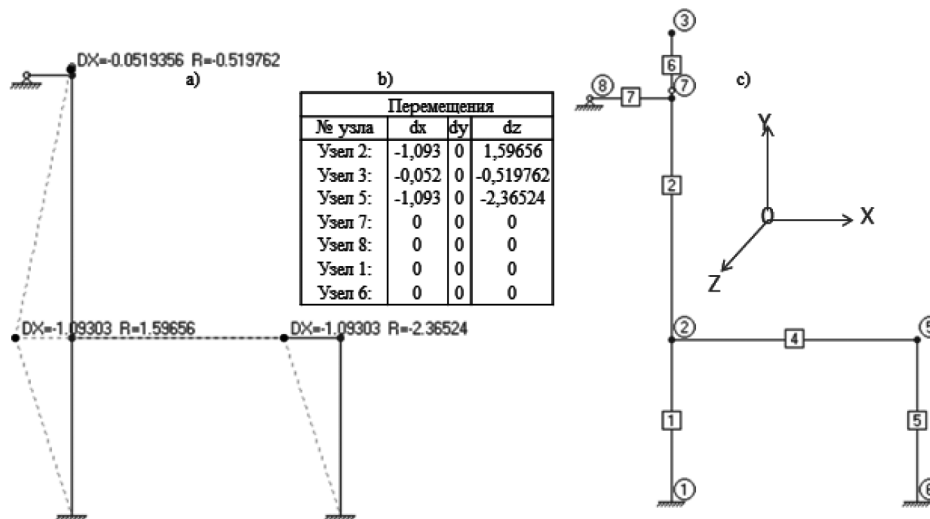 DX=-0.0519356 R=-0.519762
a)
b)
c)
Перемещения
№ узла dx dy dz
Узел 2: -1,093 0 1,59656
Узел 3: -0,052 0 -0,519762
Узел 5: -1,093 0 -2,36524
Узел 7: 0 0 0
Узел 8: 0 0 0
Узел 1: 0 0 0
Узел 6: 0 0 0
DX=-1.09303 R=1.59656
DX=-1.09303 R=-2.36524
3
6
8
7
7
2
Y
O
X
Z
2
4
5
1
5
1
6